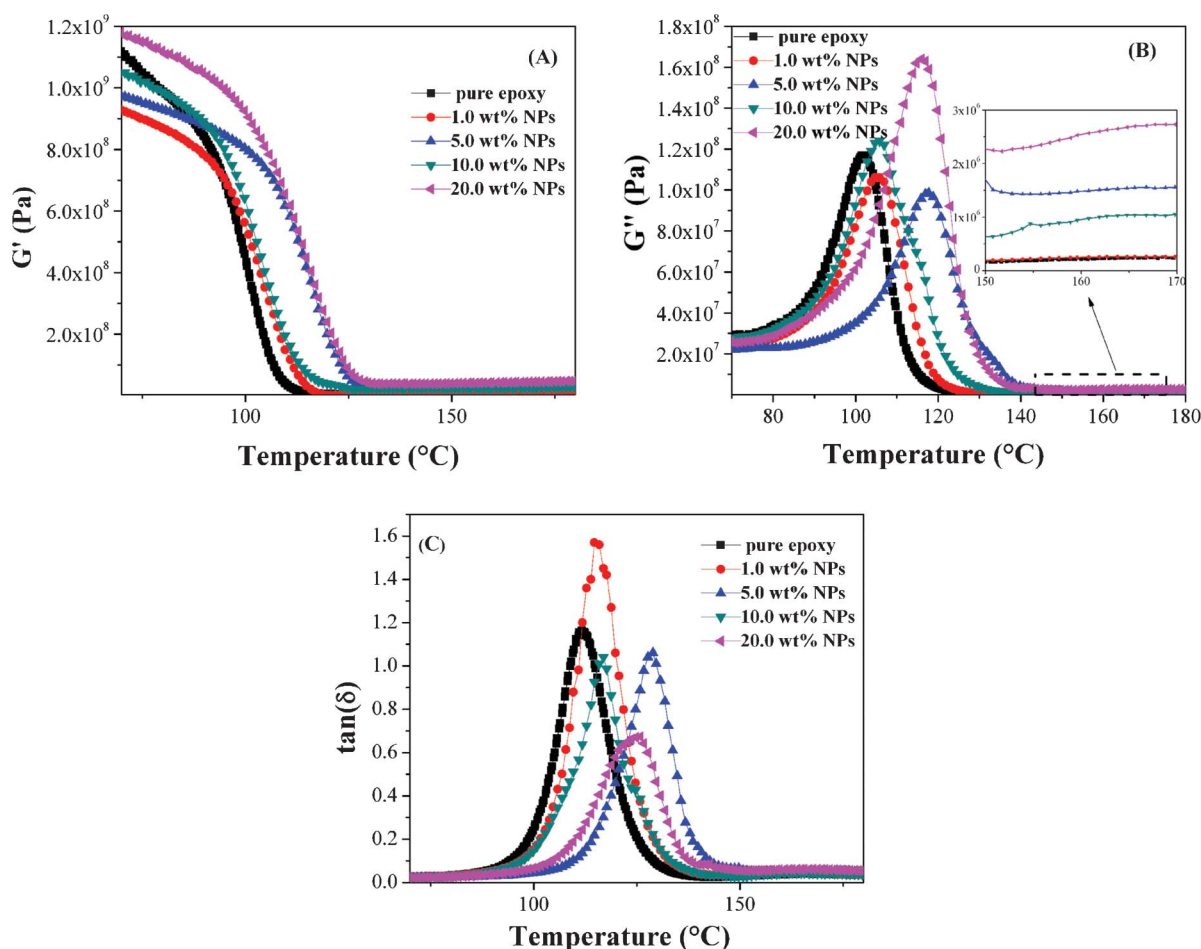 (A)
G' (Pa)
1.2x10⁹
1.0x10⁹
8.0x10⁸
6.0x10⁸
4.0x10⁸
2.0x10⁸
pure epoxy
1.0 wt% NPs
5.0 wt% NPs
10.0 wt% NPs
20.0 wt% NPs
100
150
Temperature (°C)
(B)
G'' (Pa)
1.8x10⁸
1.6x10⁸
1.4x10⁸
1.2x10⁸
1.0x10⁸
8.0x10⁷
6.0x10⁷
4.0x10⁷
2.0x10⁷
pure epoxy
1.0 wt% NPs
5.0 wt% NPs
10.0 wt% NPs
20.0 wt% NPs
3x10⁶
2x10⁶
1x10⁶
0
150
160
170
80
100
120
140
160
180
Temperature (°C)
(C)
tan(δ)
1.6
1.4
1.2
1.0
0.8
0.6
0.4
0.2
0.0
pure epoxy
1.0 wt% NPs
5.0 wt% NPs
10.0 wt% NPs
20.0 wt% NPs
100
150
Temperature (°C)